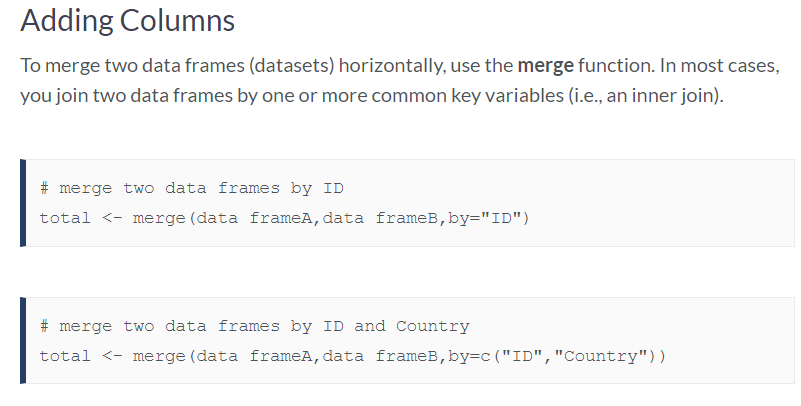 Adding Columns
To merge two data frames (datasets) horizontally, use the merge function. In most cases,
you join two data frames by one or more common key variables (i.e., an inner join).
# merge two data frames by ID
total <- merge(data frameA,data frameB,by="ID")
# merge two data frames by ID and Country
total <- merge(data frameA,data frameB,by=c("ID","Country"))